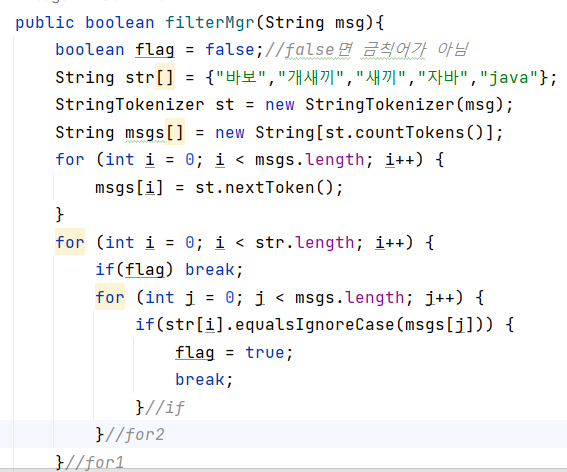 public boolean filterMgr(String msg){
boolean flag = false;//false면 금칙어가 아님
String str[] = {"바보","개새끼","새끼","자바","java"};
StringTokenizer st = new StringTokenizer(msg);
String msgs[] = new String[st.countTokens()];
for (int i = 0; i < msgs.length; i++) {
msgs[i] = st.nextToken();
}
for (int i = 0; i < str.length; i++) {
if(flag) break;
for (int j = 0; j < msgs.length; j++) {
if(str[i].equalsIgnoreCase(msgs[j])) {
flag = true;
break;
}//if
}//for2
}//for1